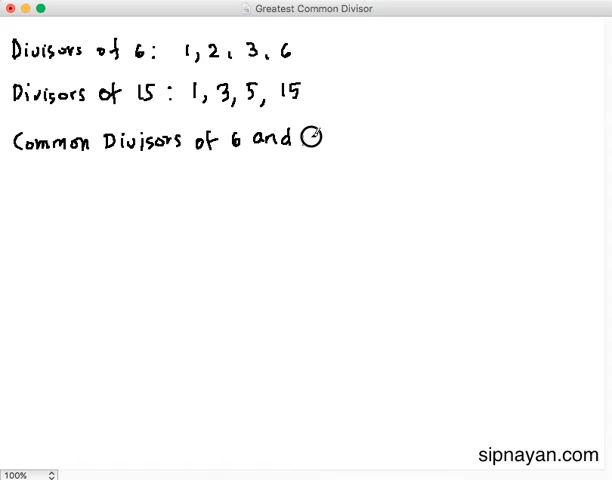 Greatest Common Divisor
Divisors of 6: 1, 2, 3, 6
Divisors of 15: 1, 3, 5, 15
Common Divisors of 6 and
sipnayan.com
100%